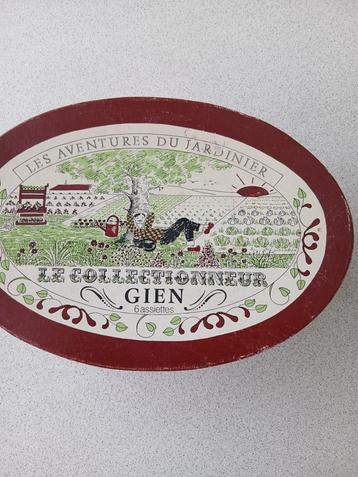 LES AVENTURES DU JARDINIER
LE COLLECTIONNEUR
GIEN
6 assiettes